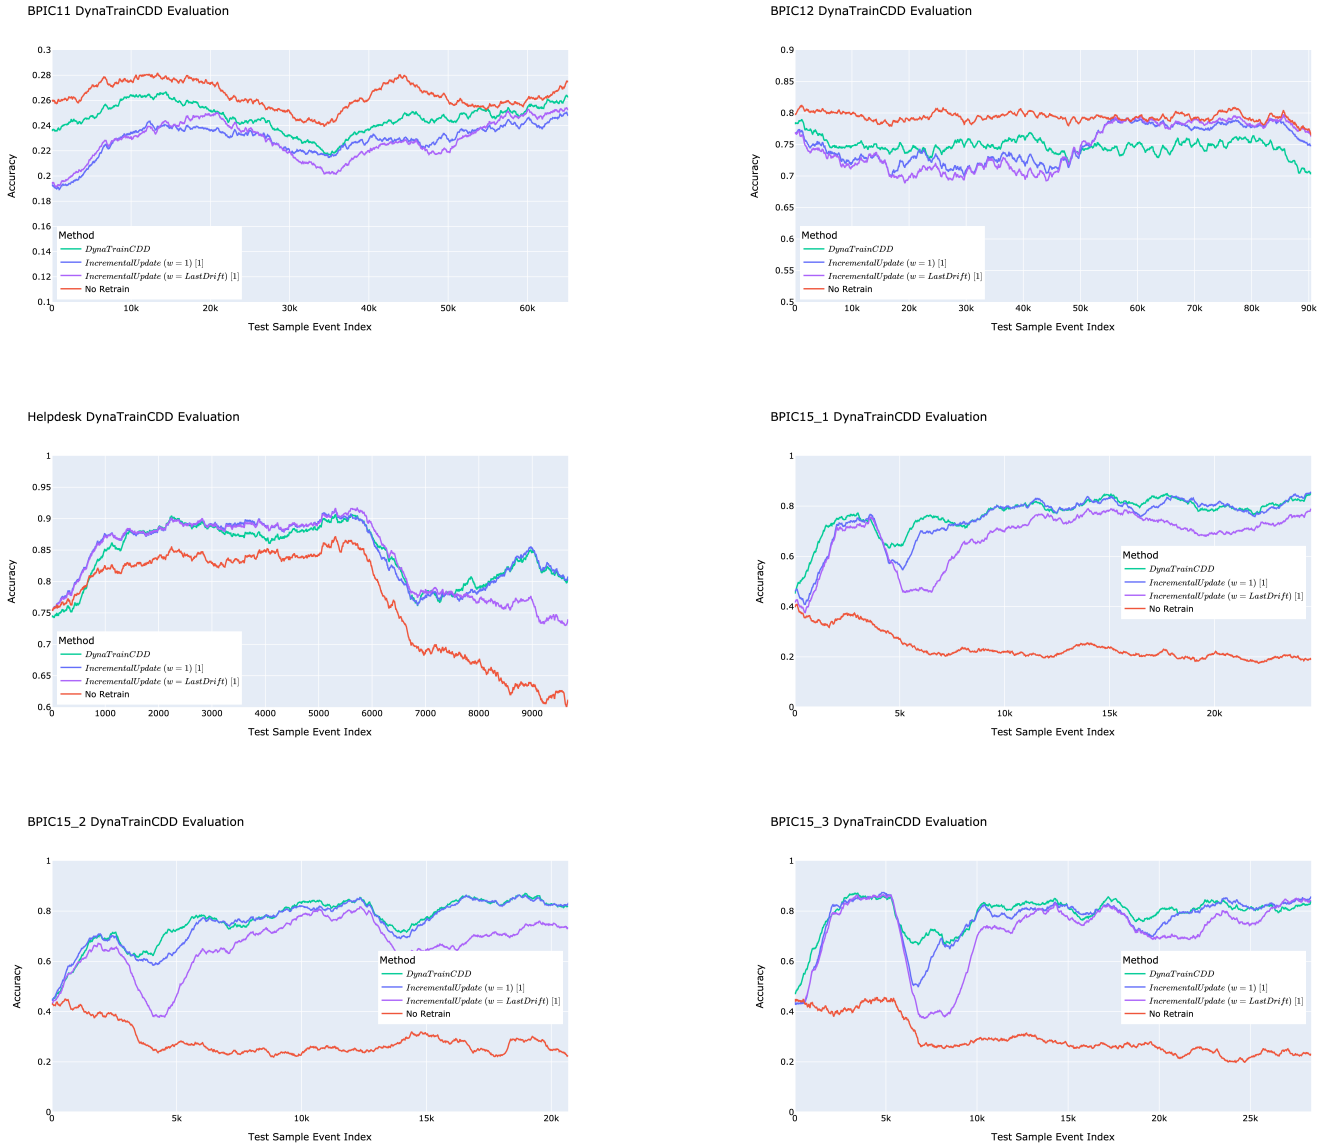 BPIC11 DynaTrainCDD Evaluation
0.3
0.28
0.26
0.24
0.22
0.2
0.18
0.16
0.14
0.12
0.1
Accuracy
Method
DynaTrainCDD
IncrementalUpdate (w = 1) [1]
IncrementalUpdate (w = LastDrift) [1]
No Retrain
0 10k 20k 30k 40k 50k 60k
Test Sample Event Index
BPIC12 DynaTrainCDD Evaluation
0.9
0.85
0.8
0.75
0.7
0.65
0.6
0.55
0.5
Accuracy
Method
DynaTrainCDD
IncrementalUpdate (w = 1) [1]
IncrementalUpdate (w = LastDrift) [1]
No Retrain
0 10k 20k 30k 40k 50k 60k 70k 80k 90k
Test Sample Event Index
Helpdesk DynaTrainCDD Evaluation
1
0.95
0.9
0.85
0.8
0.75
0.7
0.65
0.6
Accuracy
Method
DynaTrainCDD
IncrementalUpdate (w = 1) [1]
IncrementalUpdate (w = LastDrift) [1]
No Retrain
0 1000 2000 3000 4000 5000 6000 7000 8000 9000
Test Sample Event Index
BPIC15_1 DynaTrainCDD Evaluation
1
0.8
0.6
0.4
0.2
0
Accuracy
Method
DynaTrainCDD
IncrementalUpdate (w = 1) [1]
IncrementalUpdate (w = LastDrift) [1]
No Retrain
0 5k 10k 15k 20k
Test Sample Event Index
BPIC15_2 DynaTrainCDD Evaluation
1
0.8
0.6
0.4
0.2
0
Accuracy
Method
DynaTrainCDD
IncrementalUpdate (w = 1) [1]
IncrementalUpdate (w = LastDrift) [1]
No Retrain
0 5k 10k 15k 20k
Test Sample Event Index
BPIC15_3 DynaTrainCDD Evaluation
1
0.8
0.6
0.4
0.2
0
Accuracy
Method
DynaTrainCDD
IncrementalUpdate (w = 1) [1]
IncrementalUpdate (w = LastDrift) [1]
No Retrain
0 5k 10k 15k 20k 25k
Test Sample Event Index